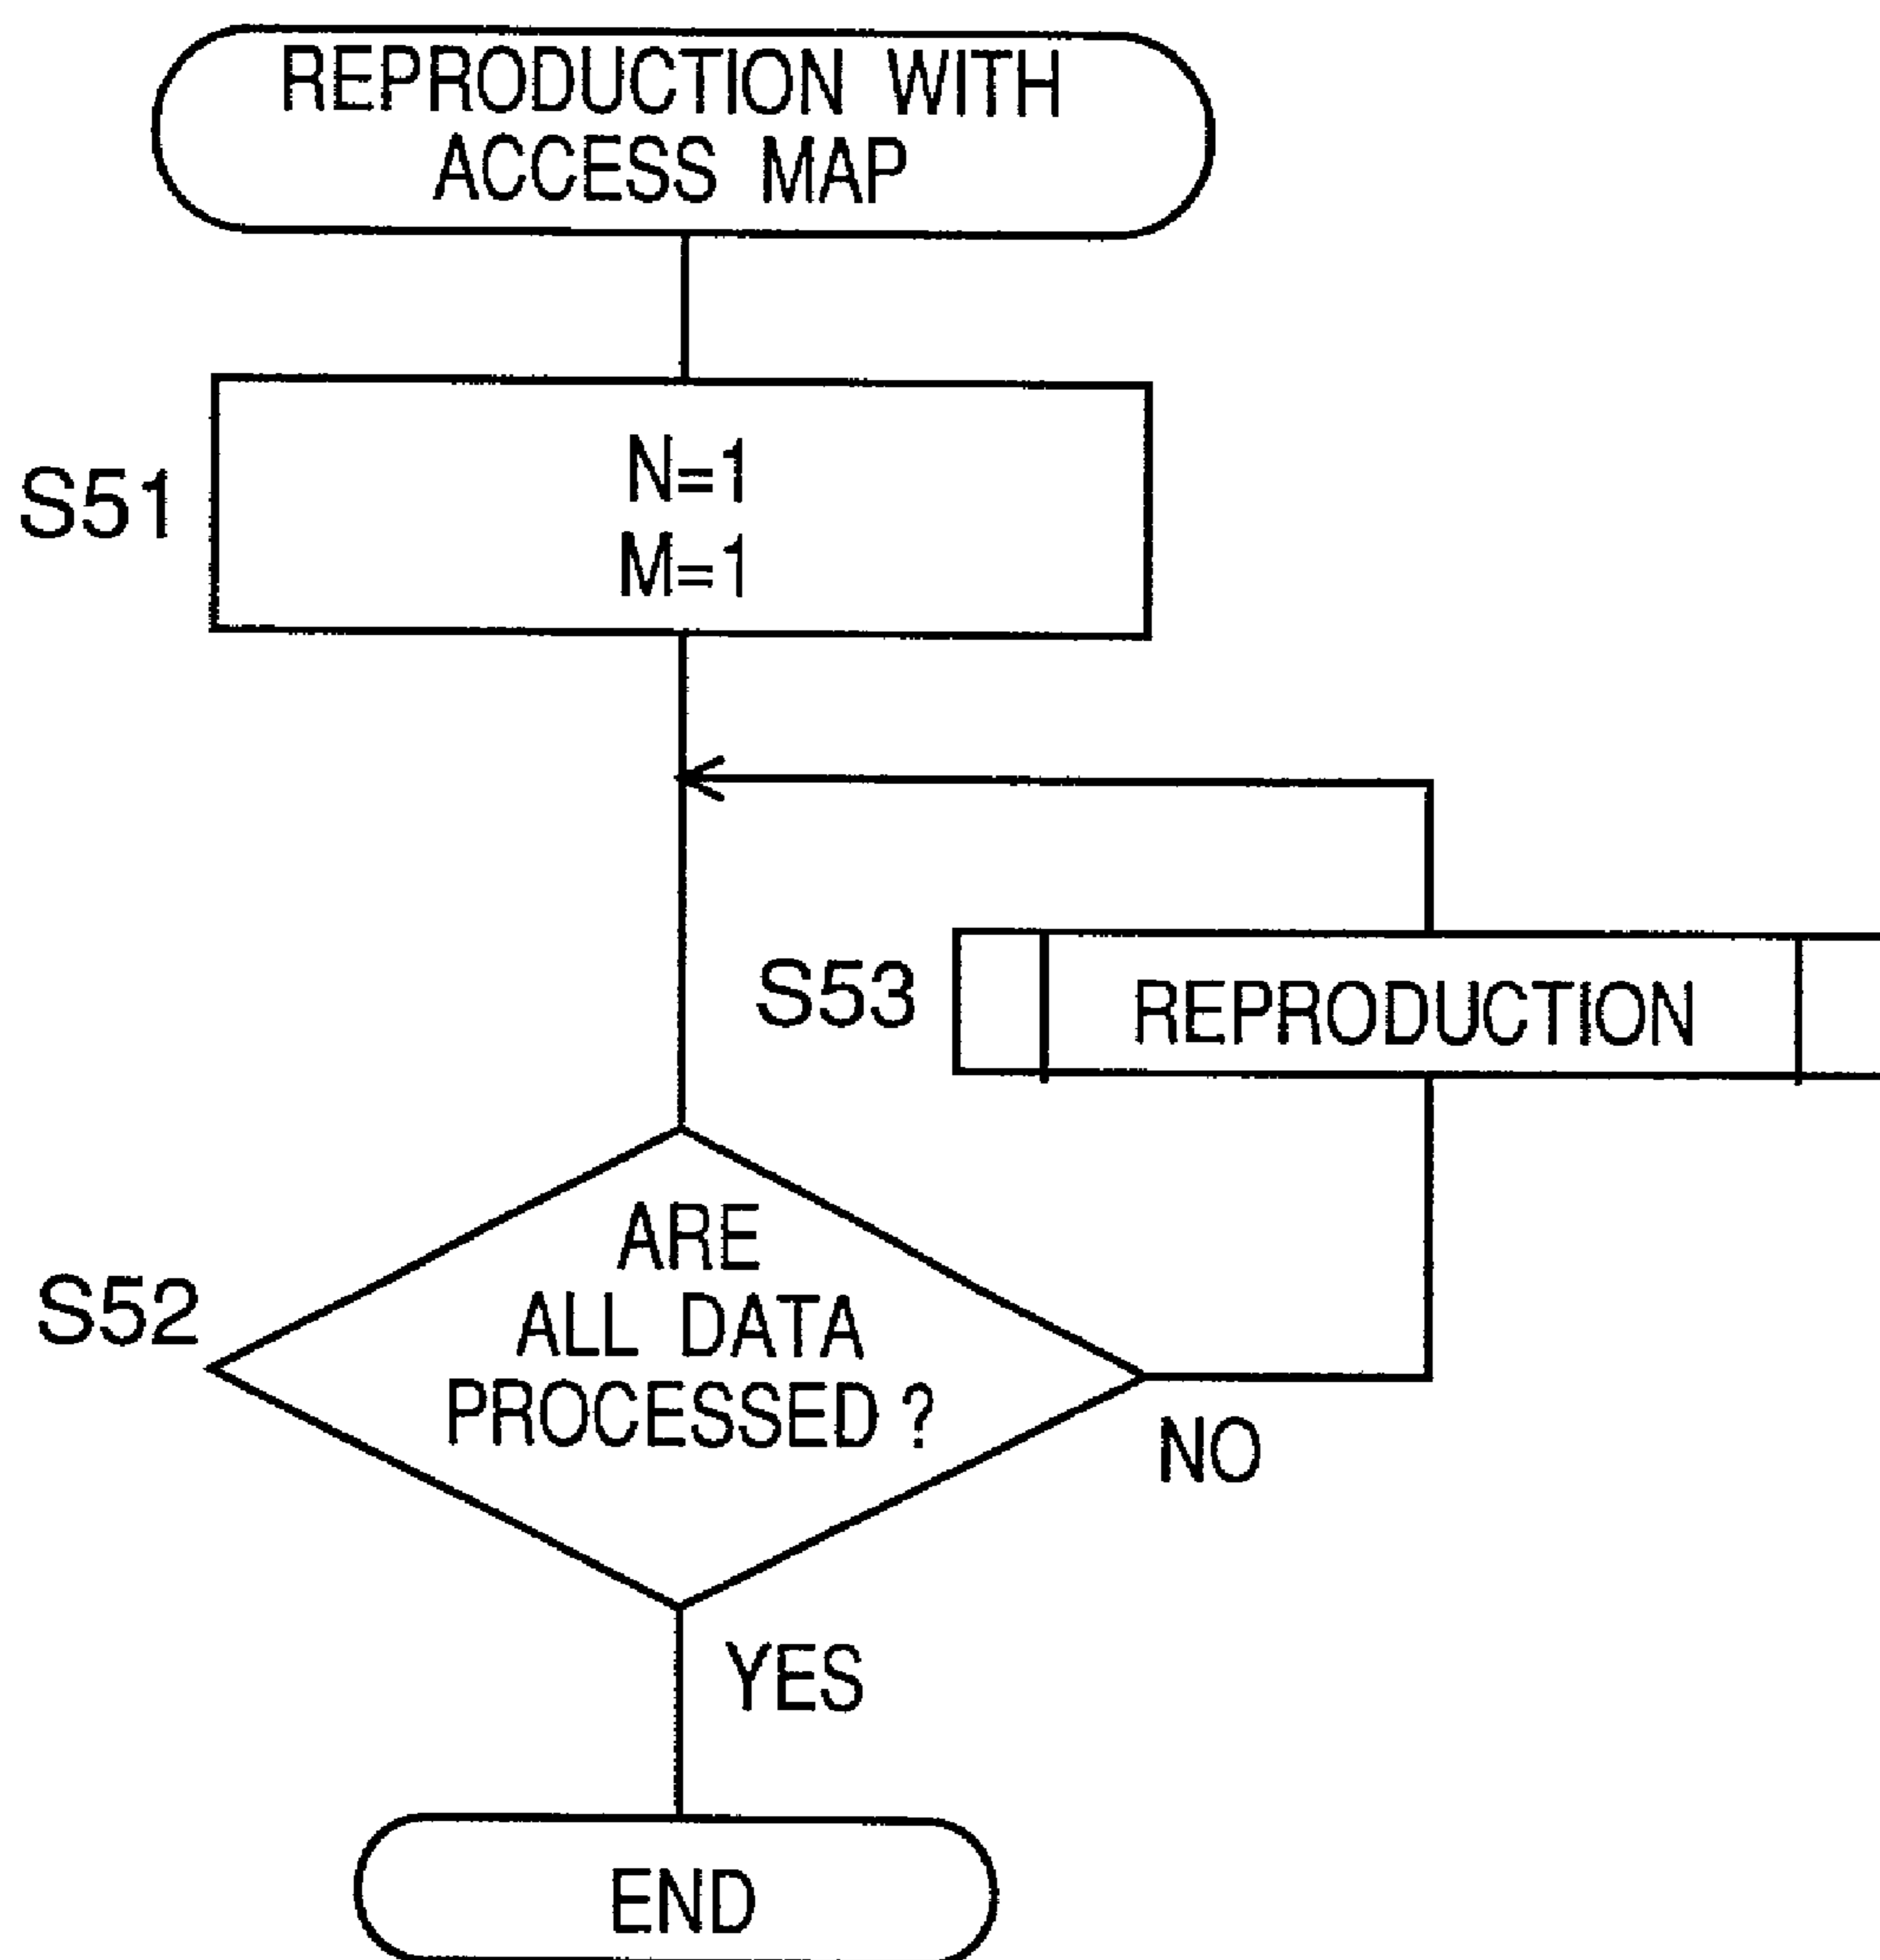 REPRODUCTION WITH
ACCESS MAP
S51
N=1
M=1
S53
REPRODUCTION
S52
ARE
ALL DATA
PROCESSED ?
NO
YES
END